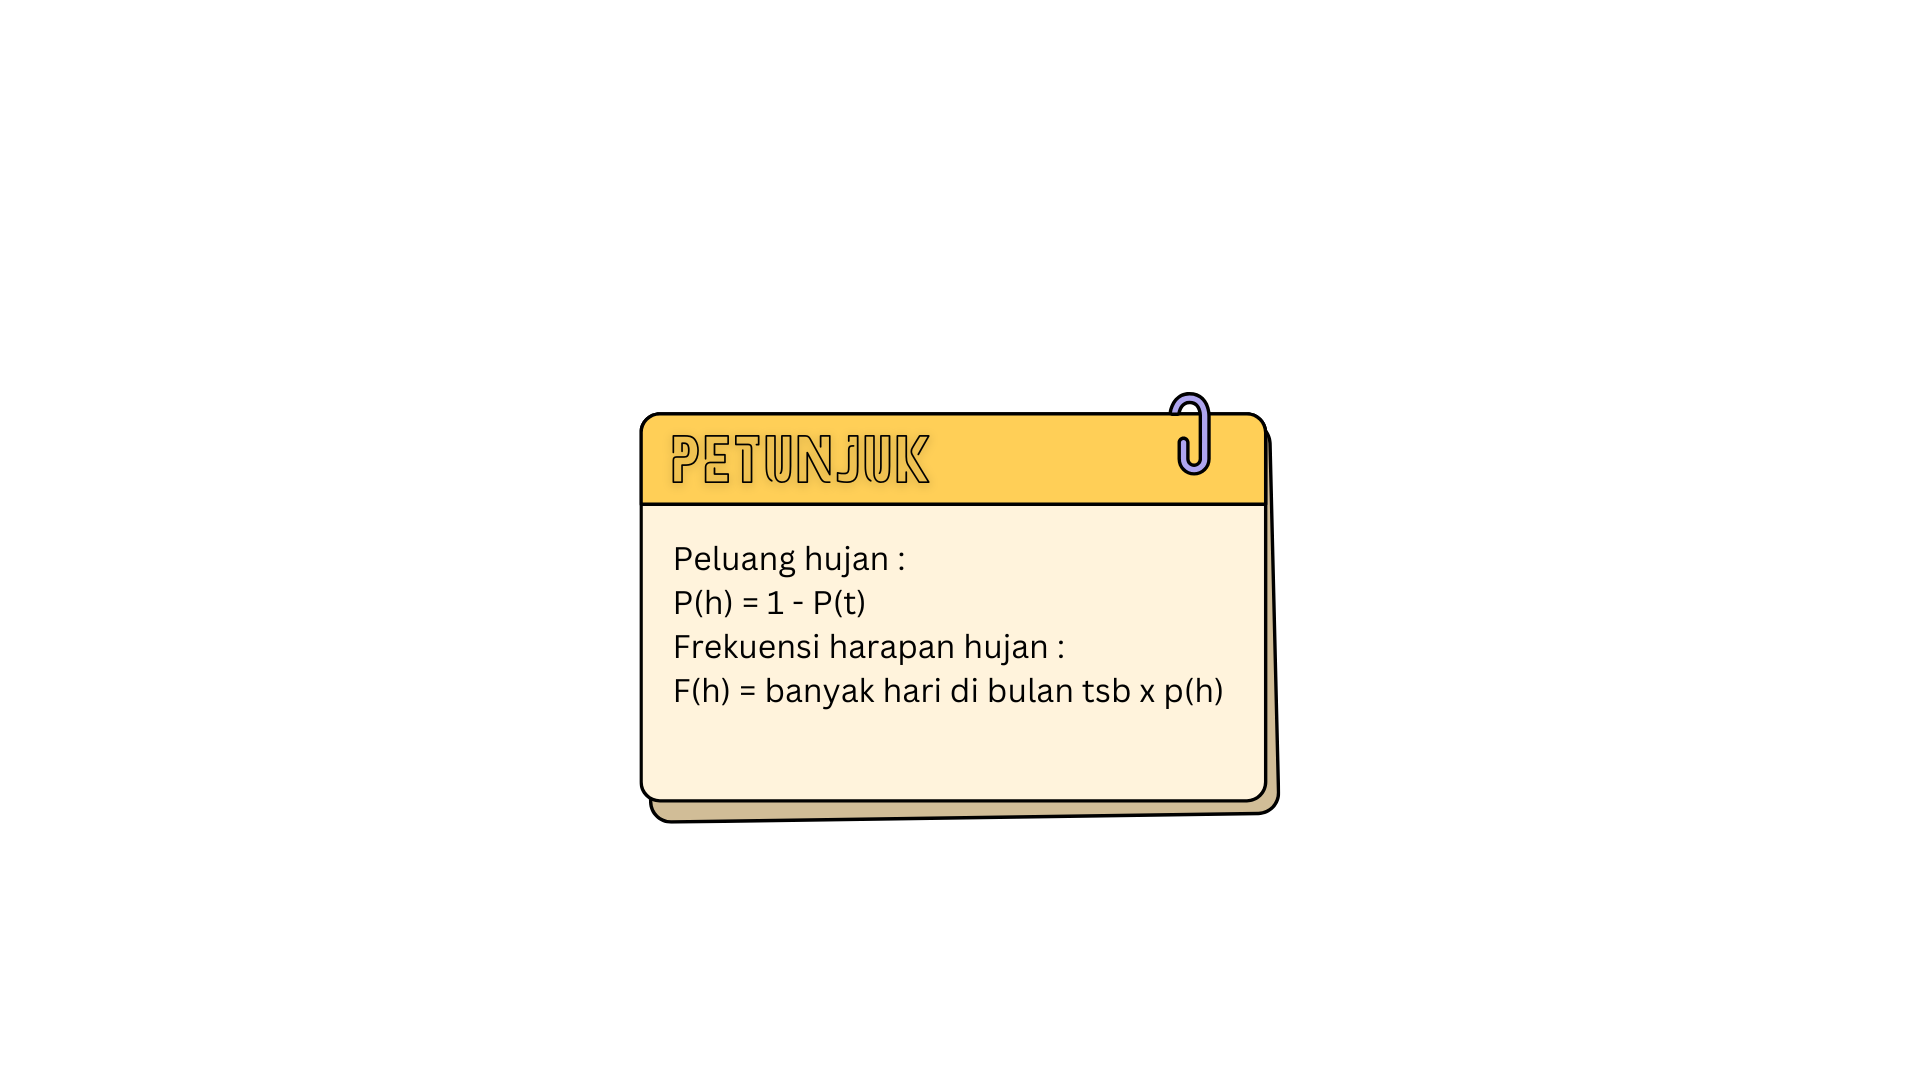 PETUNJUK
Peluang hujan :
P(h) = 1 - P(t)
Frekuensi harapan hujan :
F(h) = banyak hari di bulan tsb x p(h)